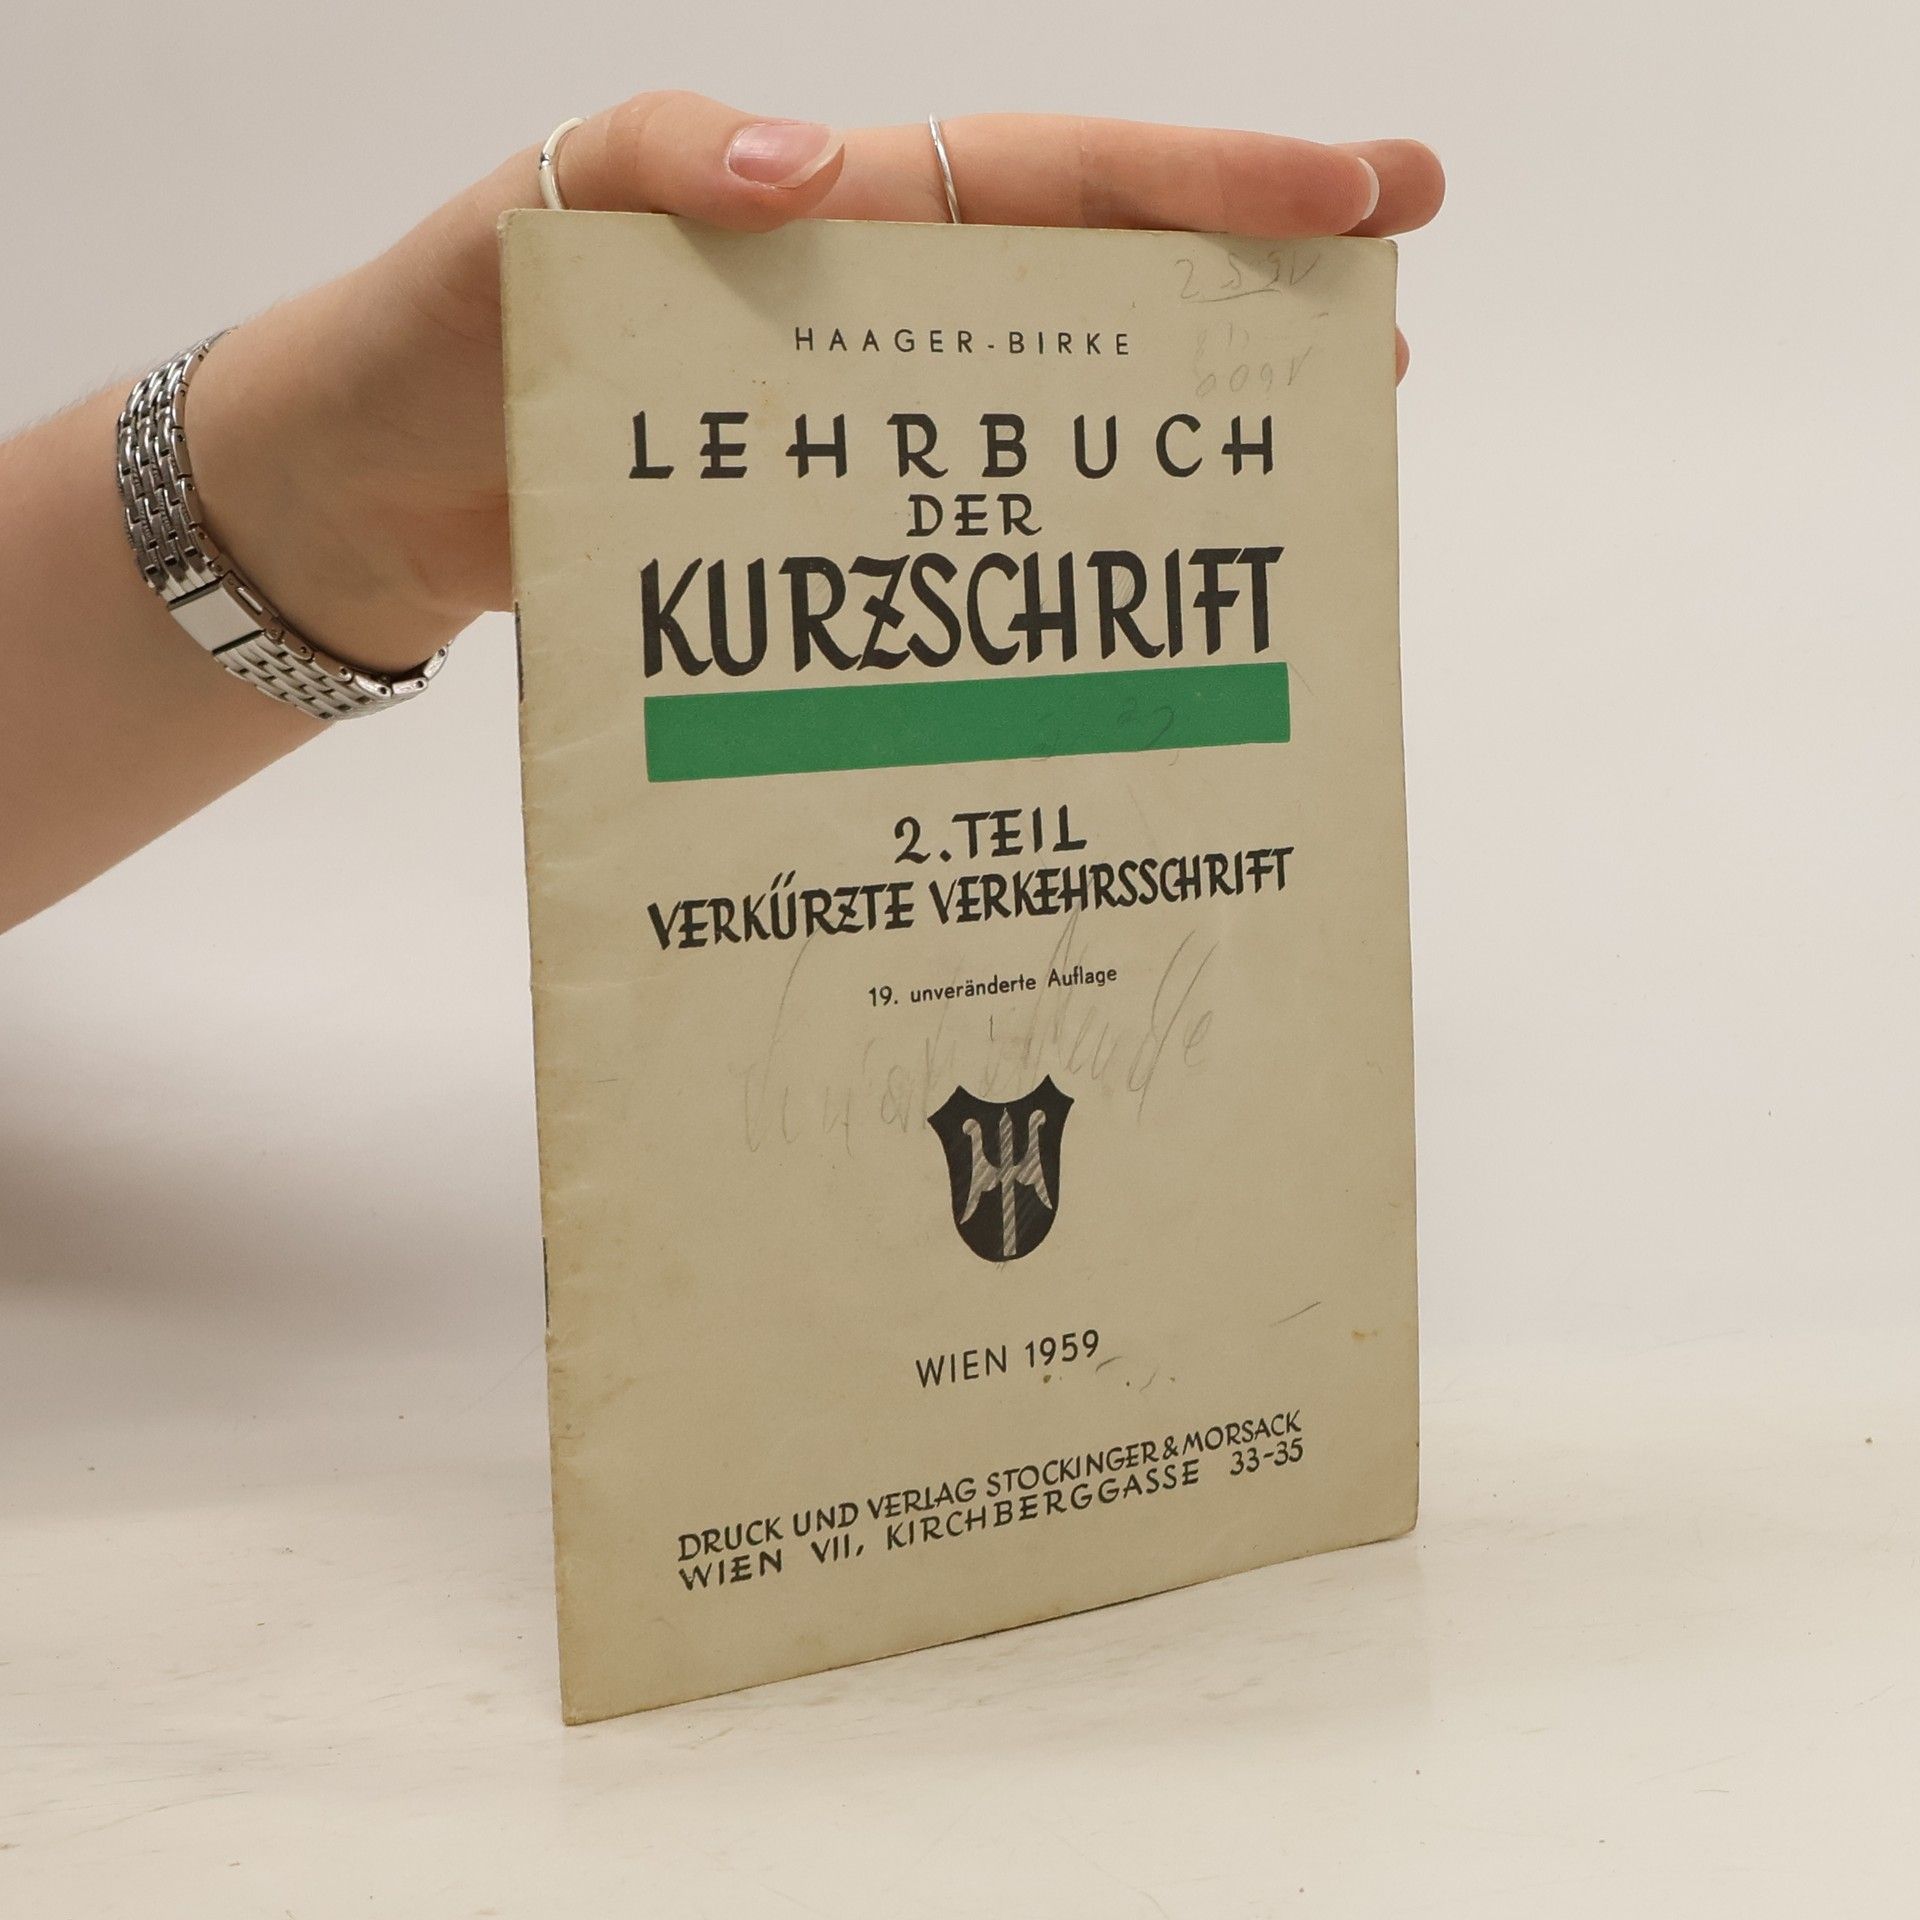 HAAGER-BIRKE
LEHRBUCH
DER
KURZSCHRIFT
2. TEIL
VERKÜRZTE VERKEHRSSCHRIFT
19. unveränderte Auflage
WIEN 1959
DRUCK UND VERLAG STOCKINGER & MORSACK
WIEN VII, KIRCHBERGGASSE 33-35